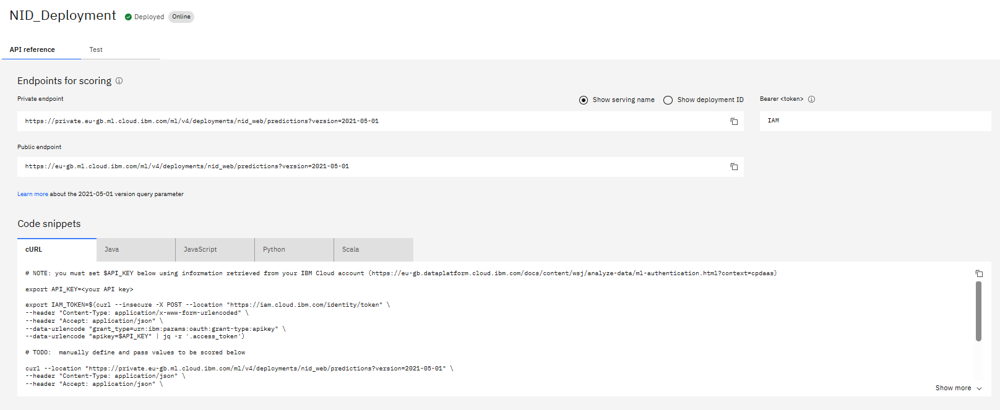 NID_Deployment Deployed Online
API reference Test
Endpoints for scoring
Private endpoint Show serving name Show deployment ID Bearer <token>
https://private.eu-gb.ml.cloud.ibm.com/ml/v4/deployments/nid_web/predictions?version=2021-05-01 IAM
Public endpoint
https://eu-gb.ml.cloud.ibm.com/ml/v4/deployments/nid_web/predictions?version=2021-05-01
Learn more about the 2021-05-01 version query parameter
Code snippets
cURL Java JavaScript Python Scala
# NOTE: you must set $API_KEY below using information retrieved from your IBM Cloud account (https://eu-gb.dataplatform.cloud.ibm.com/docs/content/wsj/analyze-data/ml-authentication.html?context=cpdaas)
export API_KEY=<your API key>
export IAM_TOKEN=$(curl --insecure -X POST --location "https://iam.cloud.ibm.com/identity/token" \
--header "Content-Type: application/x-www-form-urlencoded" \
--header "Accept: application/json" \
--data-urlencode "grant_type=urn:ibm:params:oauth:grant-type:apikey" \
--data-urlencode "apikey=$API_KEY" | jq -r '.access_token')
# TODO:  manually define and pass values to be scored below
curl --location "https://private.eu-gb.ml.cloud.ibm.com/ml/v4/deployments/nid_web/predictions?version=2021-05-01" \
--header "Content-Type: application/json" \
--header "Accept: application/json" \
Show more